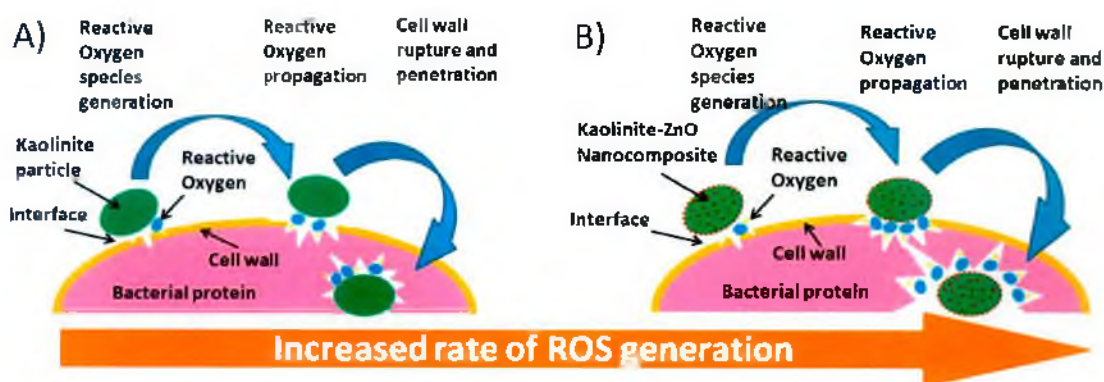 A)
Reactive
Oxygen
species
generation
Reactive
Oxygen
propagation
Cell wall
rupture and
penetration
Kaolinite
particle
Reactive
Oxygen
Interface
Cell wall
Bacterial protein
B)
Reactive
Oxygen
species
generation
Reactive
Oxygen
propagation
Cell wall
rupture and
penetration
Kaolinite-ZnO
Nanocomposite
Reactive
Oxygen
Interface
Cell wall
Bacterial protein
Increased rate of ROS generation